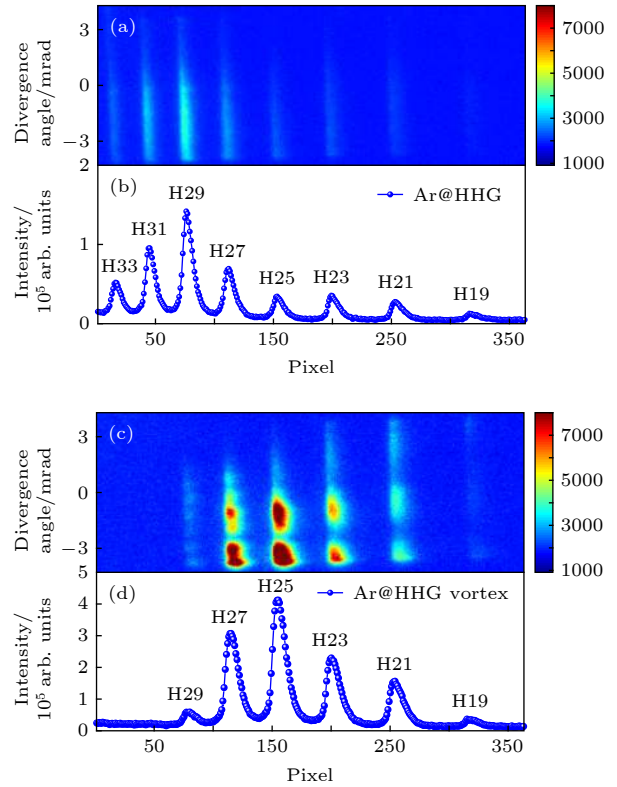 (a)
Divergence
angle/mrad
3
0
−3
7000
5000
3000
1000
(b)
Ar@HHG
Intensity/
10⁵ arb. units
2
1
0
H33
H31
H29
H27
H25
H23
H21
H19
50
150
250
350
Pixel
(c)
Divergence
angle/mrad
3
0
−3
7000
5000
3000
1000
(d)
Ar@HHG vortex
Intensity/
10⁵ arb. units
5
4
3
2
1
0
H29
H27
H25
H23
H21
H19
50
150
250
350
Pixel